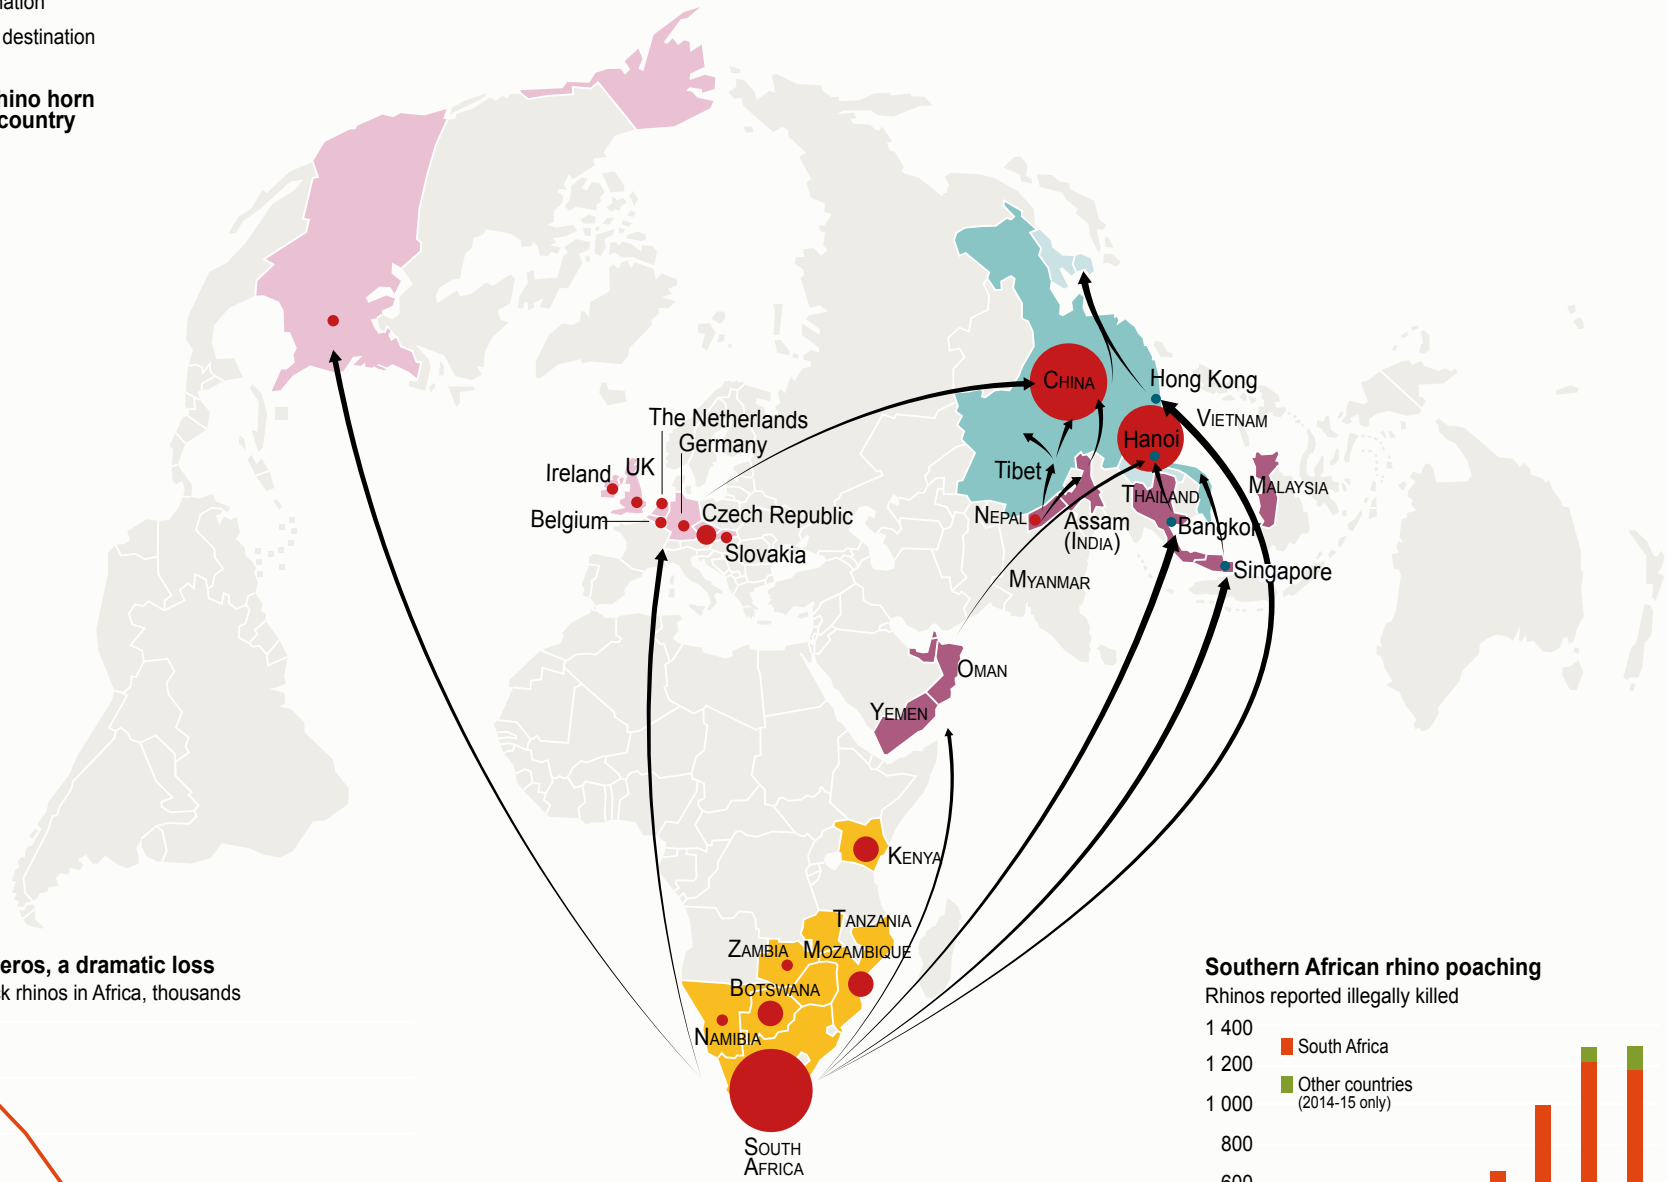 destination
hino horn
country
The Netherlands
Germany
Ireland
UK
Belgium
Czech Republic
Slovakia
China
Hong Kong
Vietnam
Hanoi
Tibet
Thailand
Malaysia
Nepal
Assam
(India)
Bangkok
Singapore
Myanmar
Oman
Yemen
Kenya
Tanzania
Zambia
Mozambique
Botswana
Namibia
South
Africa
eros, a dramatic loss
k rhinos in Africa, thousands
Southern African rhino poaching
Rhinos reported illegally killed
1 400
1 200
1 000
800
South Africa
Other countries
(2014-15 only)